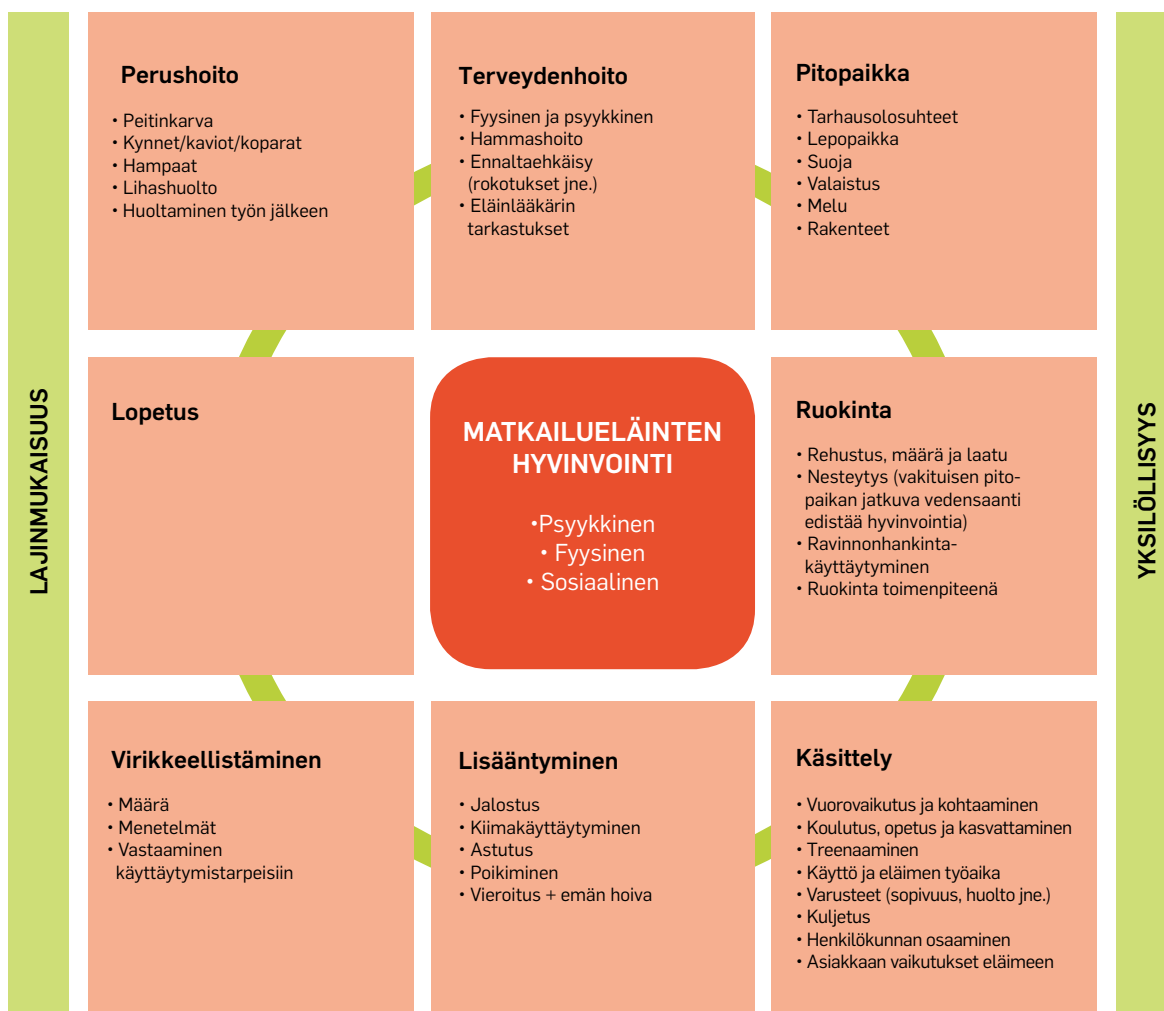 LAJINMUKAISUUS
Perushoito
• Peitinkarva
• Kynnet/kaviot/koparat
• Hampaat
• Lihashuolto
• Huoltaminen työn jälkeen
Terveydenhoito
• Fyysinen ja psyykkinen
• Hammashoito
• Ennaltaehkäisy
(rokotukset jne.)
• Eläinlääkärin
tarkastukset
Pitopaikka
• Tarhausolosuhteet
• Lepopaikka
• Suoja
• Valaistus
• Melu
• Rakenteet
Lopetus
MATKAILUELÄINTEN
HYVINVOINTI
•Psyykkinen
• Fyysinen
• Sosiaalinen
Ruokinta
• Rehustus, määrä ja laatu
• Nesteytys (vakituisen pito-
paikan jatkuva vedensaanti
edistää hyvinvointia)
• Ravinnonhankinta-
käyttäytyminen
• Ruokinta toimenpiteenä
Virikkeellistäminen
• Määrä
• Menetelmät
• Vastaaminen
käyttäytymistarpeisiin
Lisääntyminen
• Jalostus
• Kiimakäyttäytyminen
• Astutus
• Poikiminen
• Vieroitus + emän hoiva
Käsittely
• Vuorovaikutus ja kohtaaminen
• Koulutus, opetus ja kasvattaminen
• Treenaaminen
• Käyttö ja eläimen työaika
• Varusteet (sopivuus, huolto jne.)
• Kuljetus
• Henkilökunnan osaaminen
• Asiakkaan vaikutukset eläimeen
YKSILÖLLISYYS